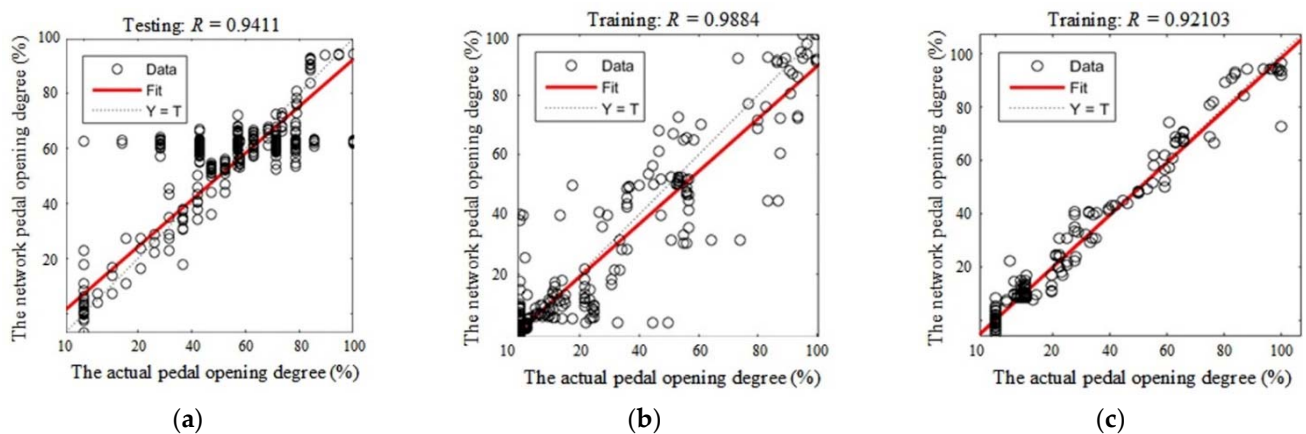 Testing: R = 0.9411
The network pedal opening degree (%)
100
80
60
40
20
Data
Fit
Y = T
10 20 40 60 80 100
The actual pedal opening degree (%)
(a)
Training: R = 0.9884
The network pedal opening degree (%)
100
80
60
40
20
Data
Fit
Y = T
10 20 40 60 80 100
The actual pedal opening degree (%)
(b)
Training: R = 0.92103
The network pedal opening degree (%)
100
80
60
40
20
Data
Fit
Y = T
10 20 40 60 80 100
The actual pedal opening degree (%)
(c)